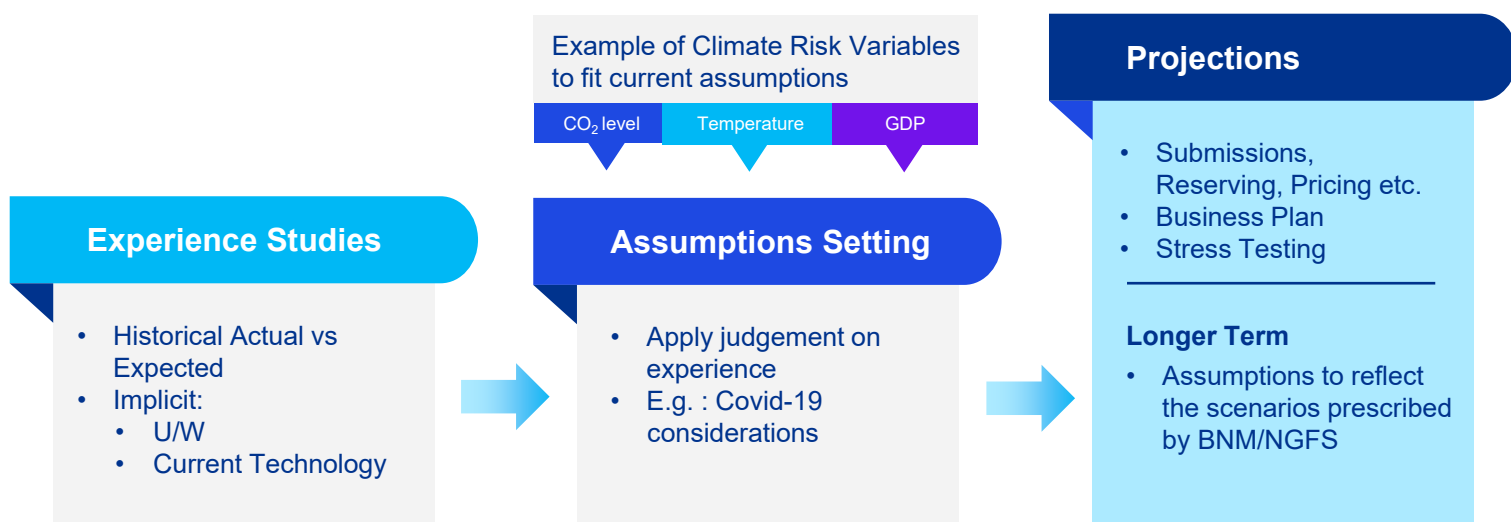 Example of Climate Risk Variables
to fit current assumptions
CO₂ level
Temperature
GDP
Experience Studies
• Historical Actual vs
Expected
• Implicit:
• U/W
• Current Technology
Assumptions Setting
• Apply judgement on
experience
• E.g. : Covid-19
considerations
Projections
• Submissions,
Reserving, Pricing etc.
• Business Plan
• Stress Testing
Longer Term
• Assumptions to reflect
the scenarios prescribed
by BNM/NGFS